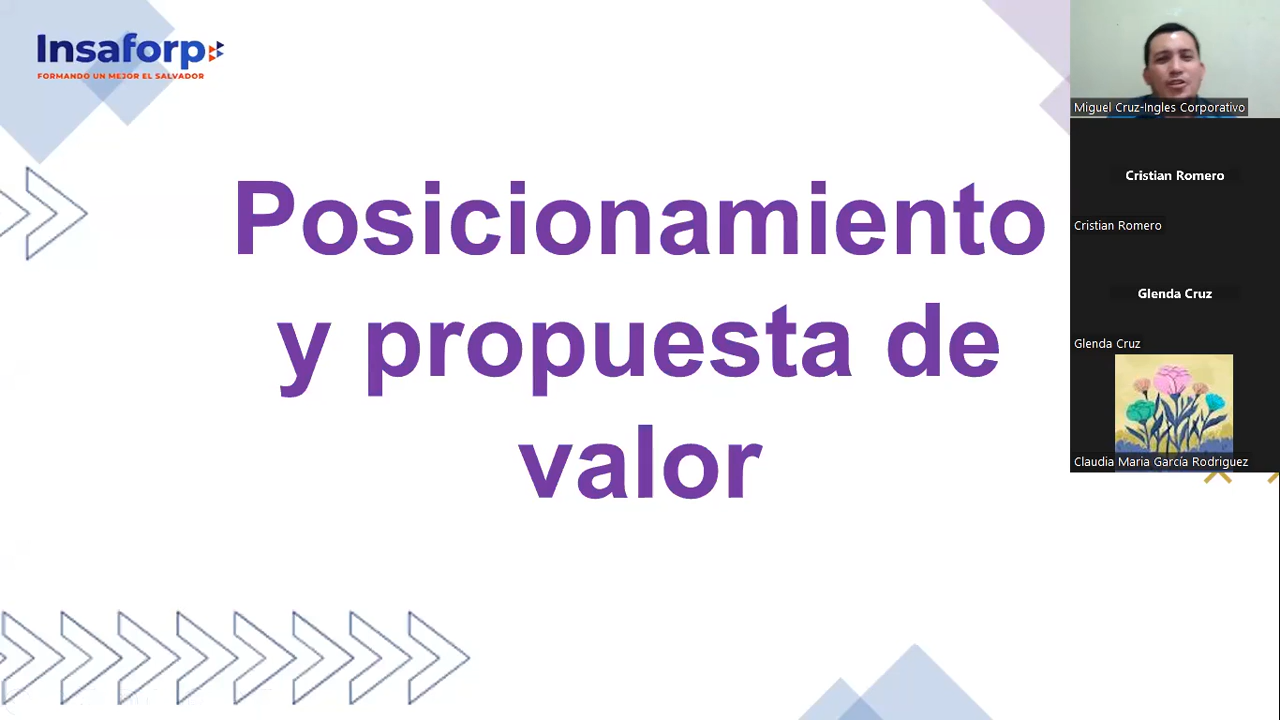 Insaforp
FORMANDO UN MEJOR EL SALVADOR
Posicionamiento
y propuesta de
valor
Miguel Cruz-Ingles Corporativo
Cristian Romero
Cristian Romero
Glenda Cruz
Glenda Cruz
Claudia Maria García Rodriguez